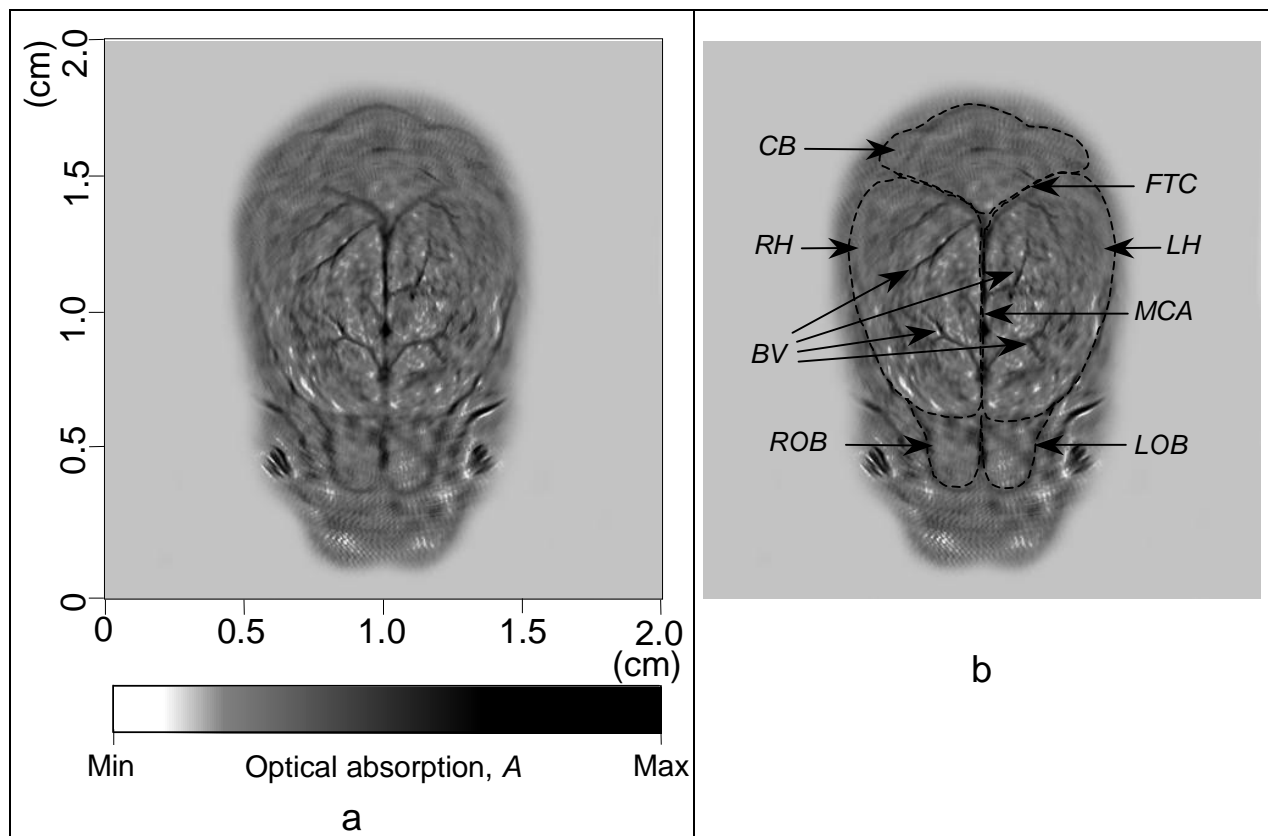 2.0
(cm)
1.5
1.0
0.5
0
0
0.5
1.0
1.5
2.0
(cm)
Min
Optical absorption, A
Max
a
CB
FTC
RH
LH
MCA
BV
ROB
LOB
b